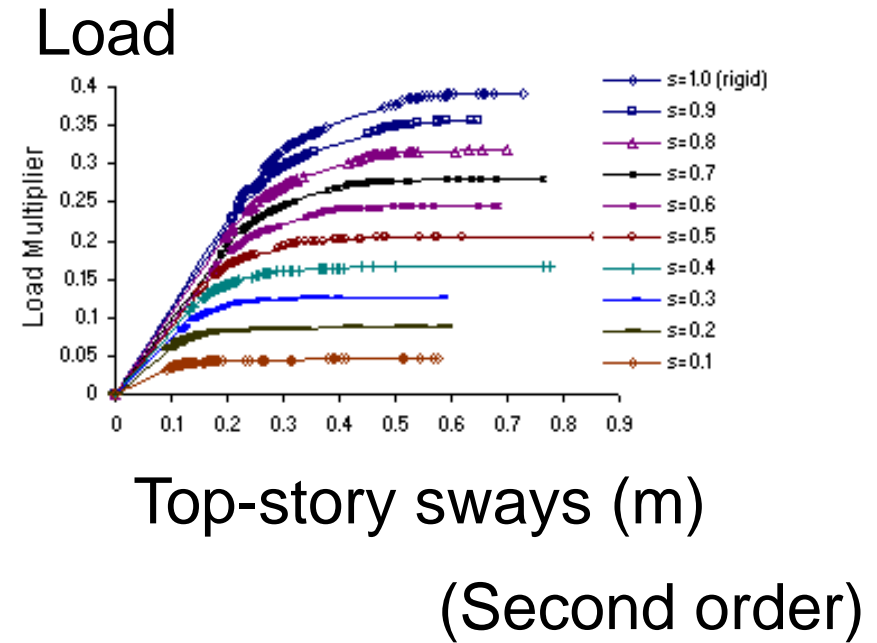 Load
Load Multiplier
0.4
0.35
0.3
0.25
0.2
0.15
0.1
0.05
0
0 0.1 0.2 0.3 0.4 0.5 0.6 0.7 0.8 0.9
s=1.0 (rigid)
s=0.9
s=0.8
s=0.7
s=0.6
s=0.5
s=0.4
s=0.3
s=0.2
s=0.1
Top-story sways (m)
(Second order)